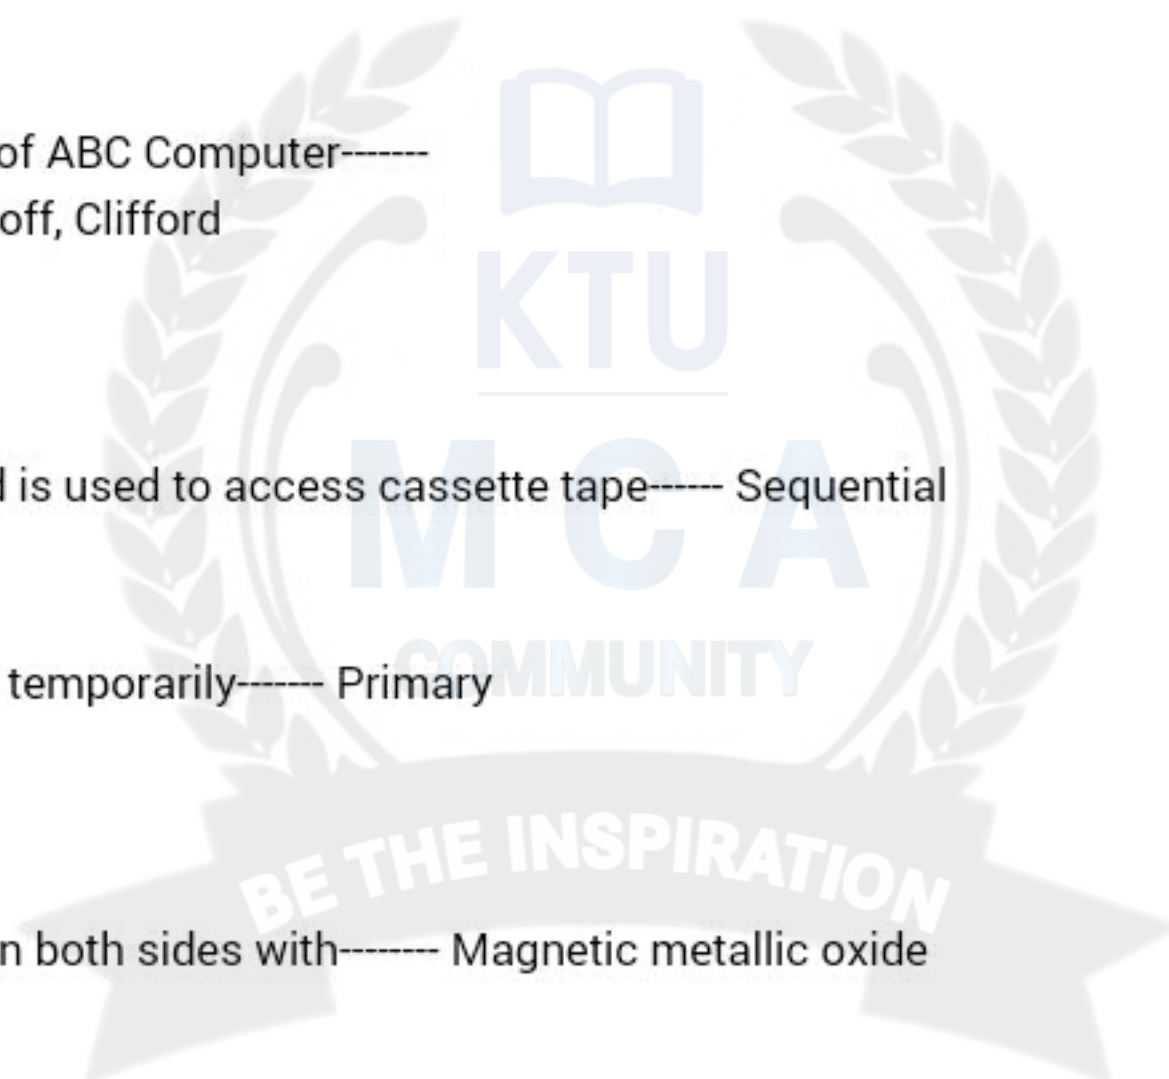 of ABC Computer-------
off, Clifford
KTU
is used to access cassette tape------ Sequential
MCA
COMMUNITY
temporarily------- Primary
BE THE INSPIRATION
both sides with-------- Magnetic metallic oxide